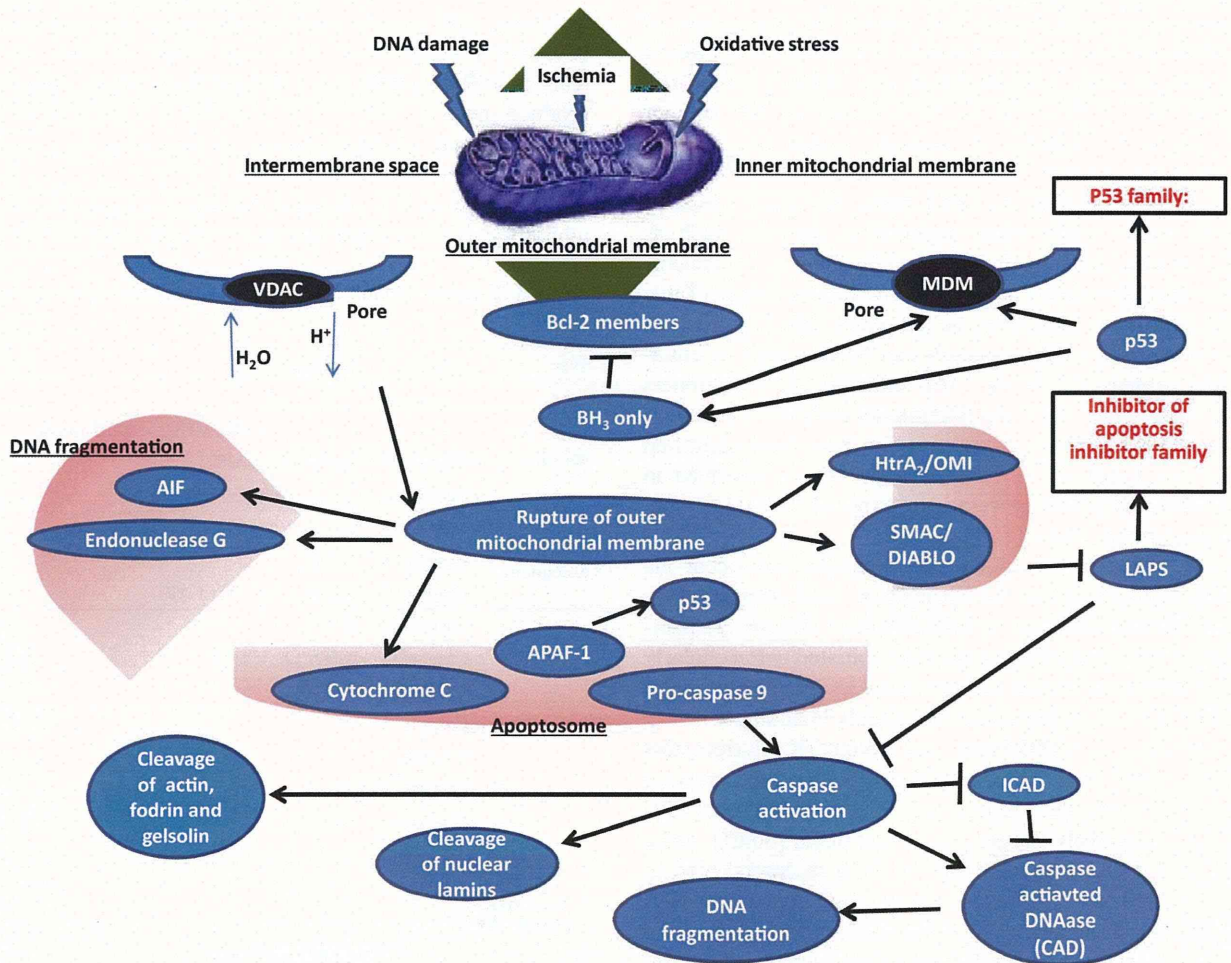 DNA damage
Oxidative stress
Ischemia
Intermembrane space
Inner mitochondrial membrane
P53 family:
Outer mitochondrial membrane
VDAC
MDM
Pore
Pore
Bcl-2 members
H₂O
H⁺
p53
BH₃ only
Inhibitor of
apoptosis
inhibitor family
DNA fragmentation
AIF
HtrA₂/OMI
Endonuclease G
Rupture of outer
mitochondrial membrane
SMAC/
DIABLO
LAPS
p53
APAF-1
Cytochrome C
Pro-caspase 9
Apoptosome
Cleavage
of actin,
fodrin and
gelsolin
Caspase
activation
ICAD
Cleavage
of nuclear
lamins
Caspase
actiavted
DNAase
(CAD)
DNA
fragmentation